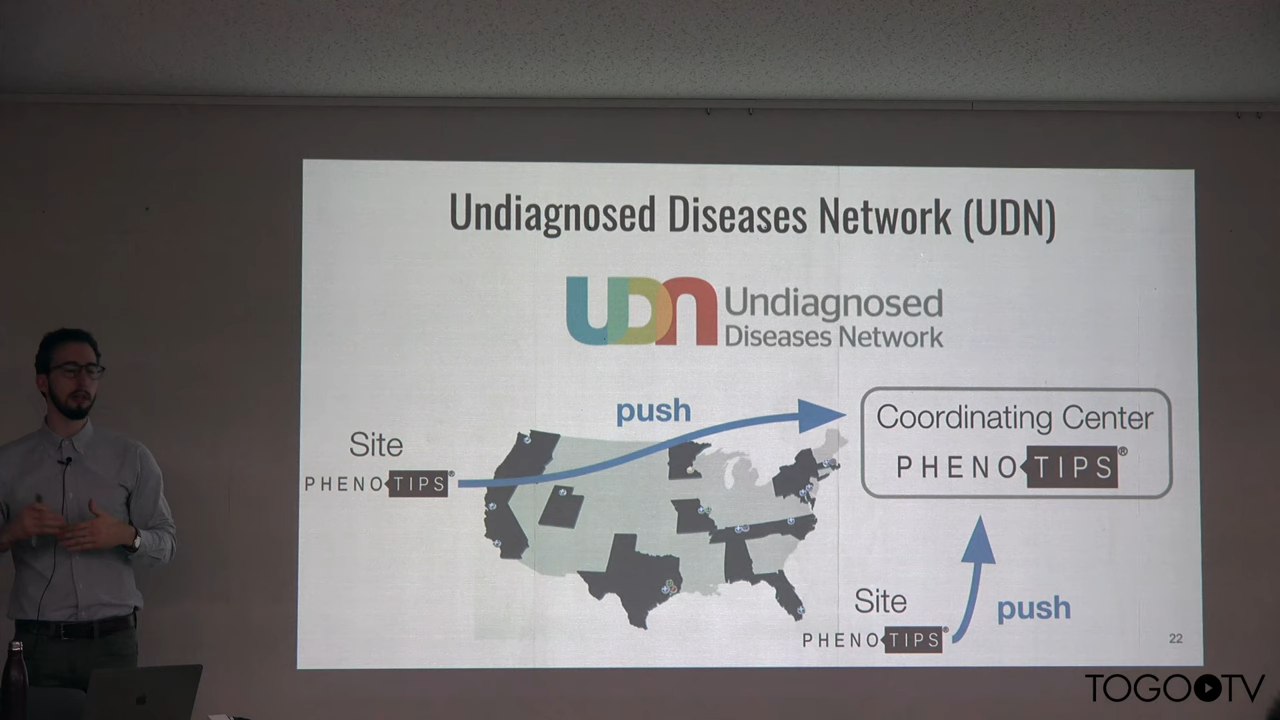 Undiagnosed Diseases Network (UDN)
UDN Undiagnosed
Diseases Network
push
Coordinating Center
PHENOTIPS®
Site
PHENOTIPS®
Site
PHENOTIPS®
push
22
TOGOTV